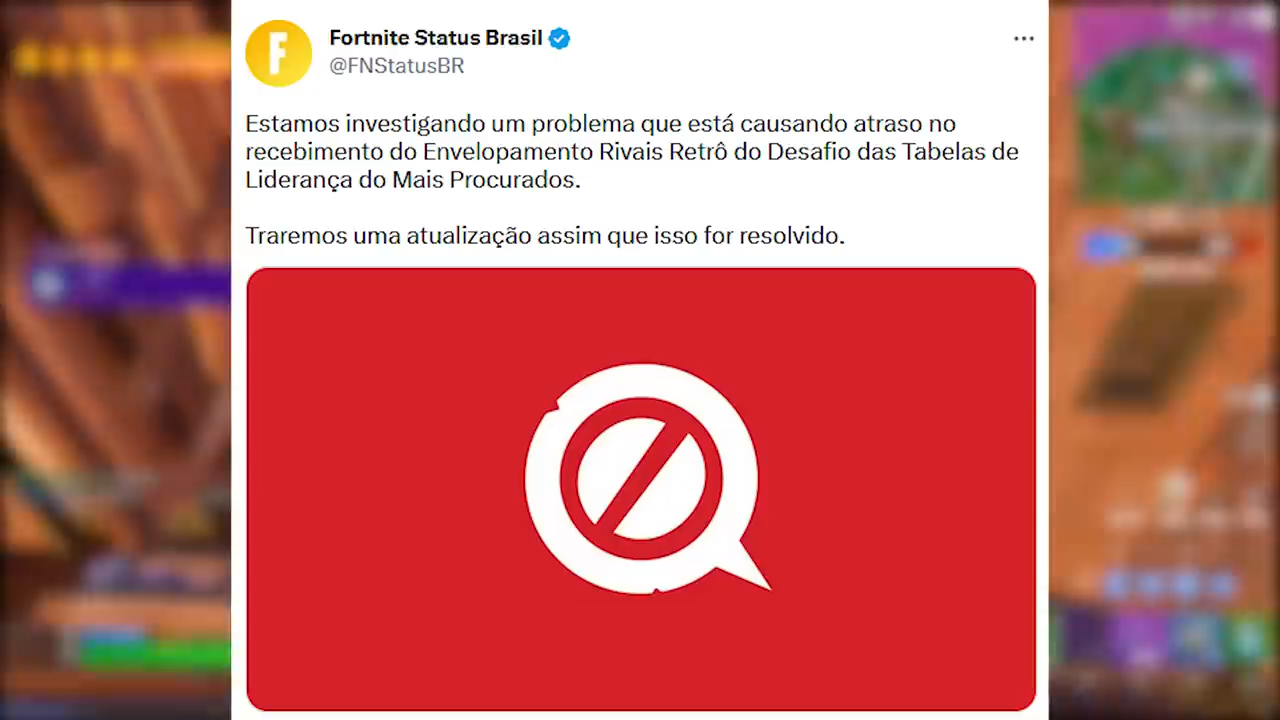 Fortnite Status Brasil
@FNStatusBR
Estamos investigando um problema que está causando atraso no
recebimento do Envelopamento Rivais Retrô do Desafio das Tabelas de
Liderança do Mais Procurados.
Traremos uma atualização assim que isso for resolvido.